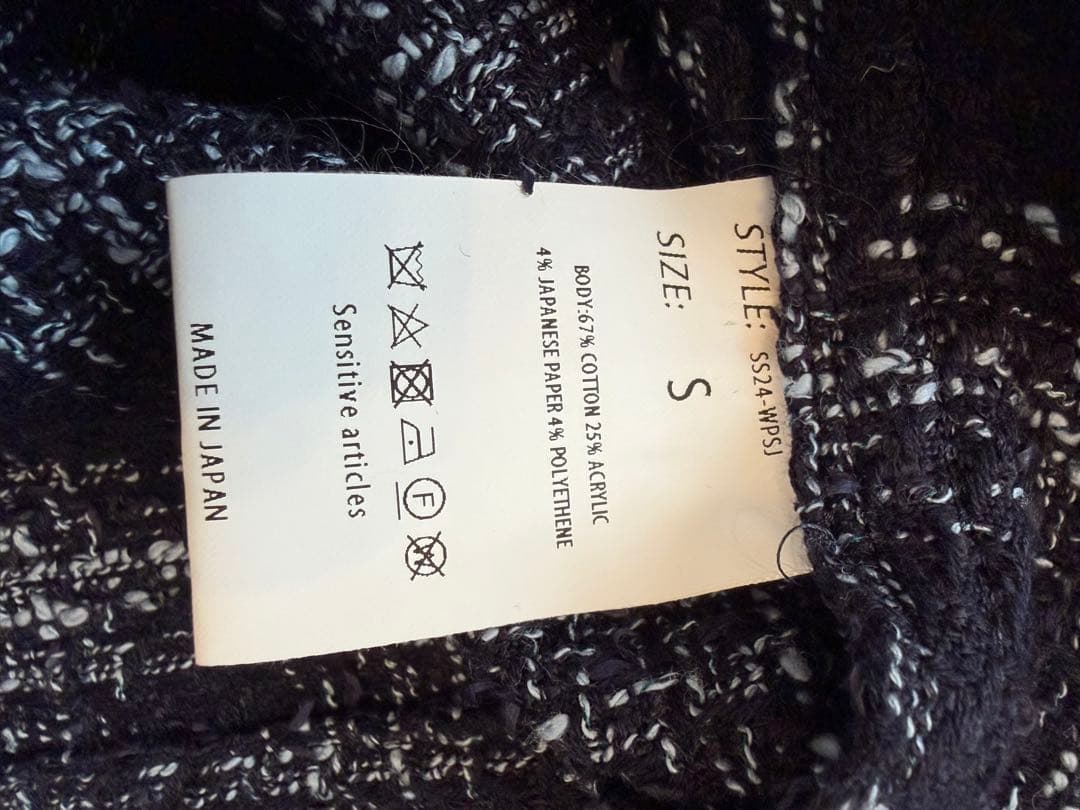 STYLE: SS24-WPSJ
SIZE: S
BODY:67% COTTON 25% ACRYLIC
4% JAPANESE PAPER 4% POLYETHENE
F W
Sensitive articles
MADE IN JAPAN